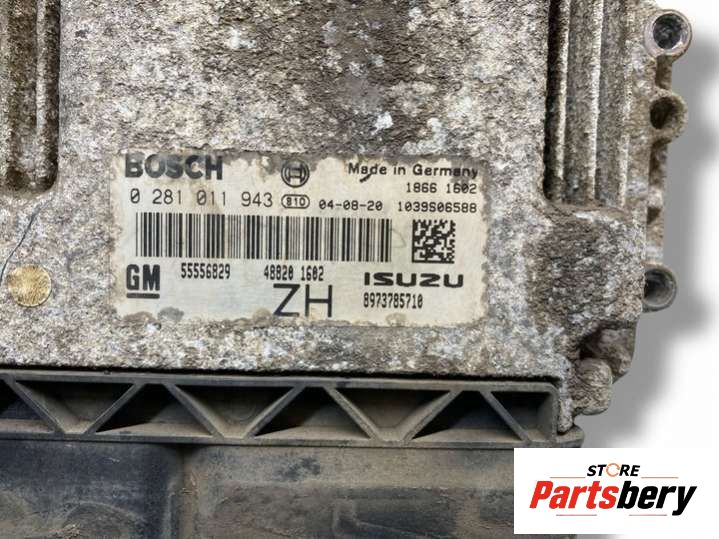 BOSCH Made in Germany
1866 1602
0 281 011 943 810 04-08-20 1039S06588
GM 55556829 48820 1602 ISUZU
ZH 8973785710
STORE
Partsbery